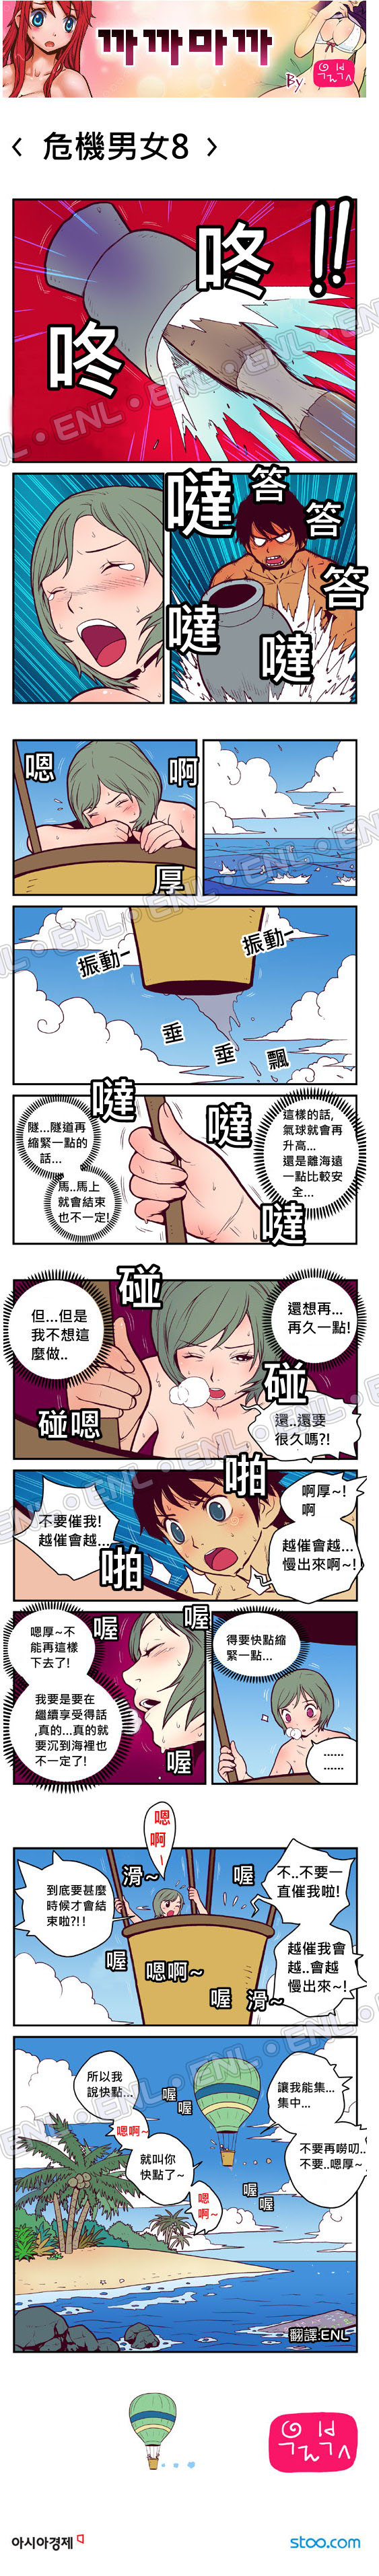 까까마까
By 
危機男女8
咚
!!
咚
ENL
答
噠
答
答
噠
噠
嗯
啊
厚
振動~
振動~
垂
垂
飄
噠
噠
隧...隧道再
縮緊一點的
話...
這樣的話,
氣球就會再
升高...
還是離海遠
一點比較安
全...
馬..馬上
就會結束
也不一定!
噠
碰
但...但是
我不想這
麼做..
還想再...
再久一點!
碰
碰嗯
還..還要
很久嗎?!
啪
不要催我!
越催會越...
啊厚~!
啊
越催會越...
慢出來啊~!
啪
嗯厚~不
能再這樣
下去了!
喔
喔
得要快點縮
緊一點...
我要是要在
繼續享受得話
,真的...真的就
要沉到海裡也
不一定了!
喔
......
......
嗯
啊
~
滑~
喔
不..不要一
直催我啦!
到底要甚麼
時候才會結
束啦?!!
越催我會
越..會越
慢出來~!
喔
嗯啊~
喔
滑~
所以我
說快點...
喔
喔
讓我能集...
集中...
嗯啊~
就叫你
快點了~
不要再嘮叨..
不要..嗯厚~
嗯
啊~
喔
喔
翻譯:ENL
아시아경제
stoo.com